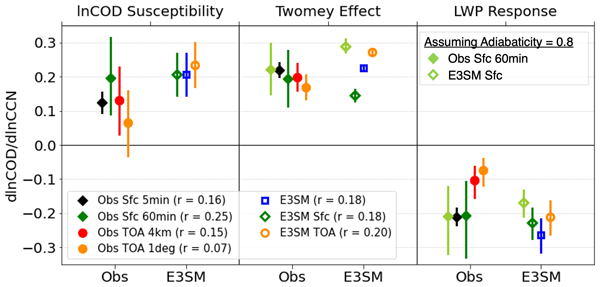 lnCOD Susceptibility
Twomey Effect
LWP Response
dlnCOD/dlnCCN
0.3
0.2
0.1
0.0
−0.1
−0.2
−0.3
Obs Sfc 5min (r = 0.16)
Obs Sfc 60min (r = 0.25)
Obs TOA 4km (r = 0.15)
Obs TOA 1deg (r = 0.07)
E3SM (r = 0.18)
E3SM Sfc (r = 0.18)
E3SM TOA (r = 0.20)
Assuming Adiabaticity = 0.8
Obs Sfc 60min
E3SM Sfc
Obs
E3SM
Obs
E3SM
Obs
E3SM